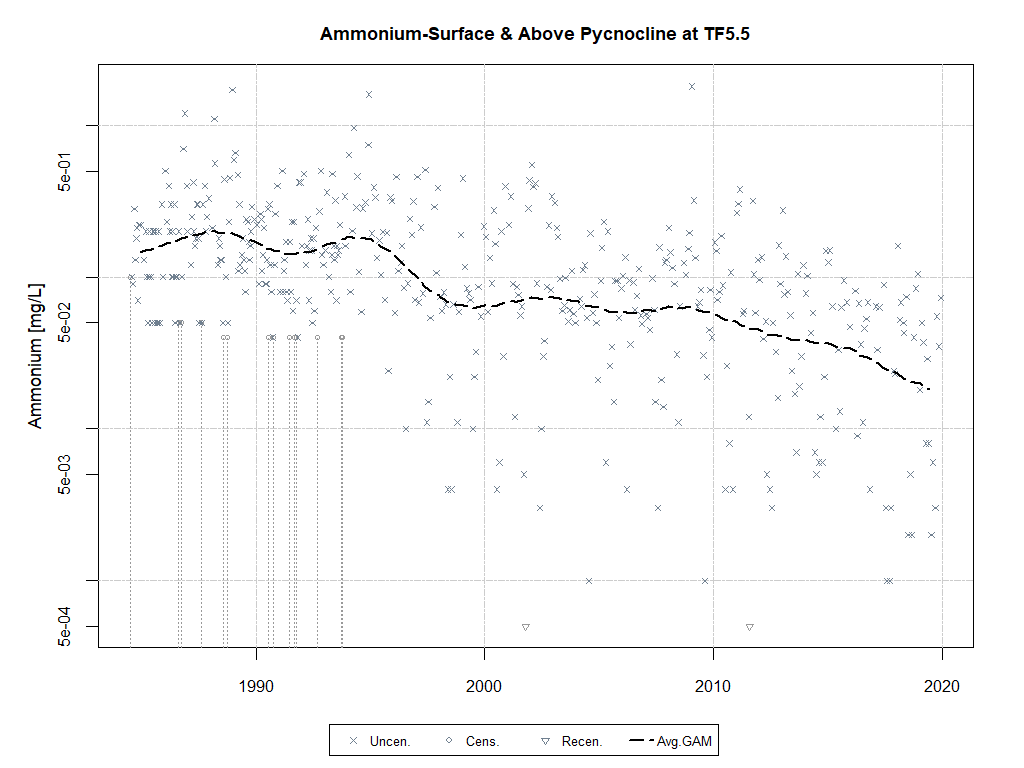 Ammonium-Surface & Above Pycnocline at TF5.5
Ammonium [mg/L]
5e-01
5e-02
5e-03
5e-04
1990 2000 2010 2020
Uncen. Cens. Recen. Avg.GAM